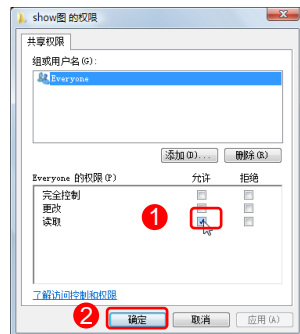 show图 的权限
共享权限
组或用户名(G):
Everyone
添加(D)... 删除(R)
Everyone 的权限(P) 允许 拒绝
完全控制
更改
读取
1
了解访问控制和权限
2
确定 取消 应用(A)